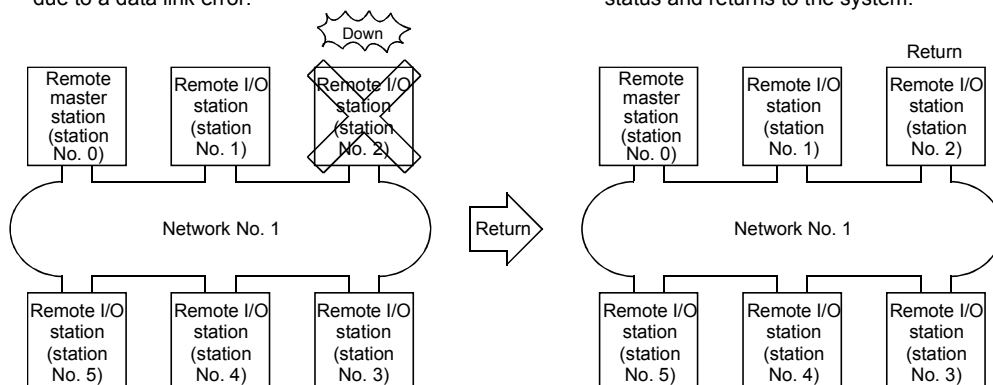 due to a data link error.
status and returns to the system.
Down
Remote
master
station
(station
No. 0)
Remote I/O
station
(station
No. 1)
Remote I/O
station
(station
No. 2)
Network No. 1
Remote I/O
station
(station
No. 5)
Remote I/O
station
(station
No. 4)
Remote I/O
station
(station
No. 3)
Return
Return
Remote
master
station
(station
No. 0)
Remote I/O
station
(station
No. 1)
Remote I/O
station
(station
No. 2)
Network No. 1
Remote I/O
station
(station
No. 5)
Remote I/O
station
(station
No. 4)
Remote I/O
station
(station
No. 3)